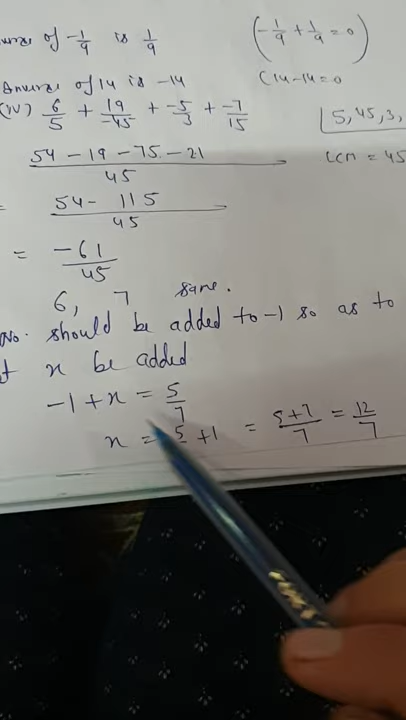 of -1/9 is 1/9 (-1/9 + 1/9 = 0)
of 14 is -14 (14-14=0
(iv) 6/5 + 19/-45 + -5/3 + -7/15 5, 45, 3,
54 - 19 - 75 - 21 / 45 LCM = 45
= 54 - 115 / 45
= -61/45
6, 7 same.
No. should be added to -1 so as to
x be added
-1 + x = 5/7
x = 5 + 1 = 5+7/7 = 12/7